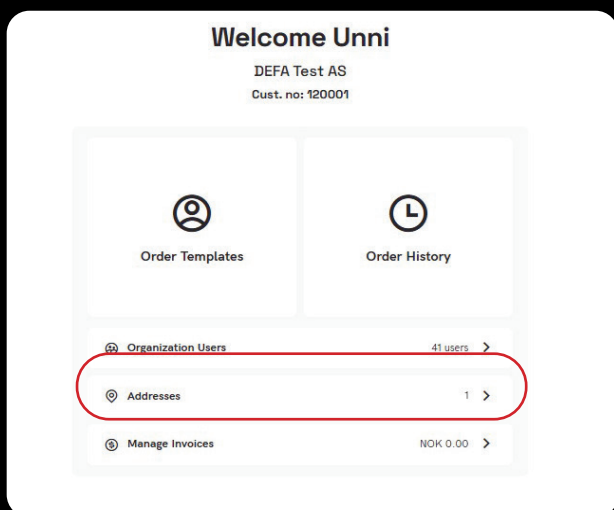 Welcome Unni
DEFA Test AS
Cust. no: 120001
Order Templates
Order History
Organization Users 41 users
Addresses 1
Manage Invoices NOK 0.00